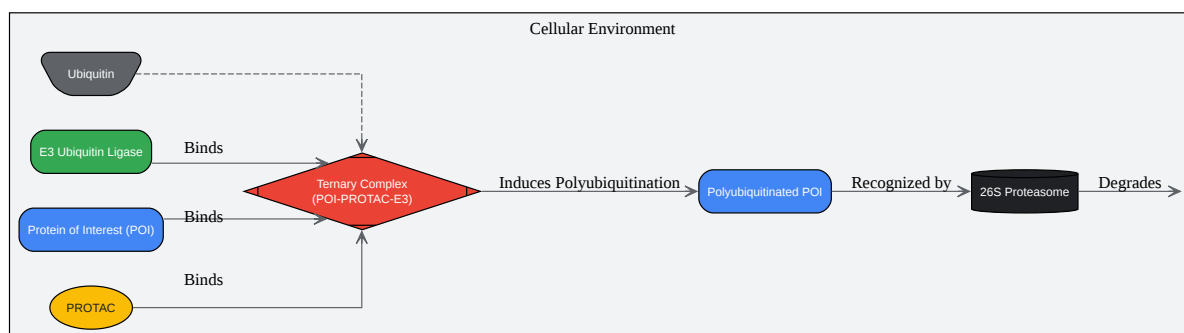 Cellular Environment
Ubiquitin
E3 Ubiquitin Ligase
Binds
Protein of Interest (POI)
Binds
PROTAC
Binds
Ternary Complex
(POI-PROTAC-E3)
Induces Polyubiquitination
Polyubiquitinated POI
Recognized by
26S Proteasome
Degrades